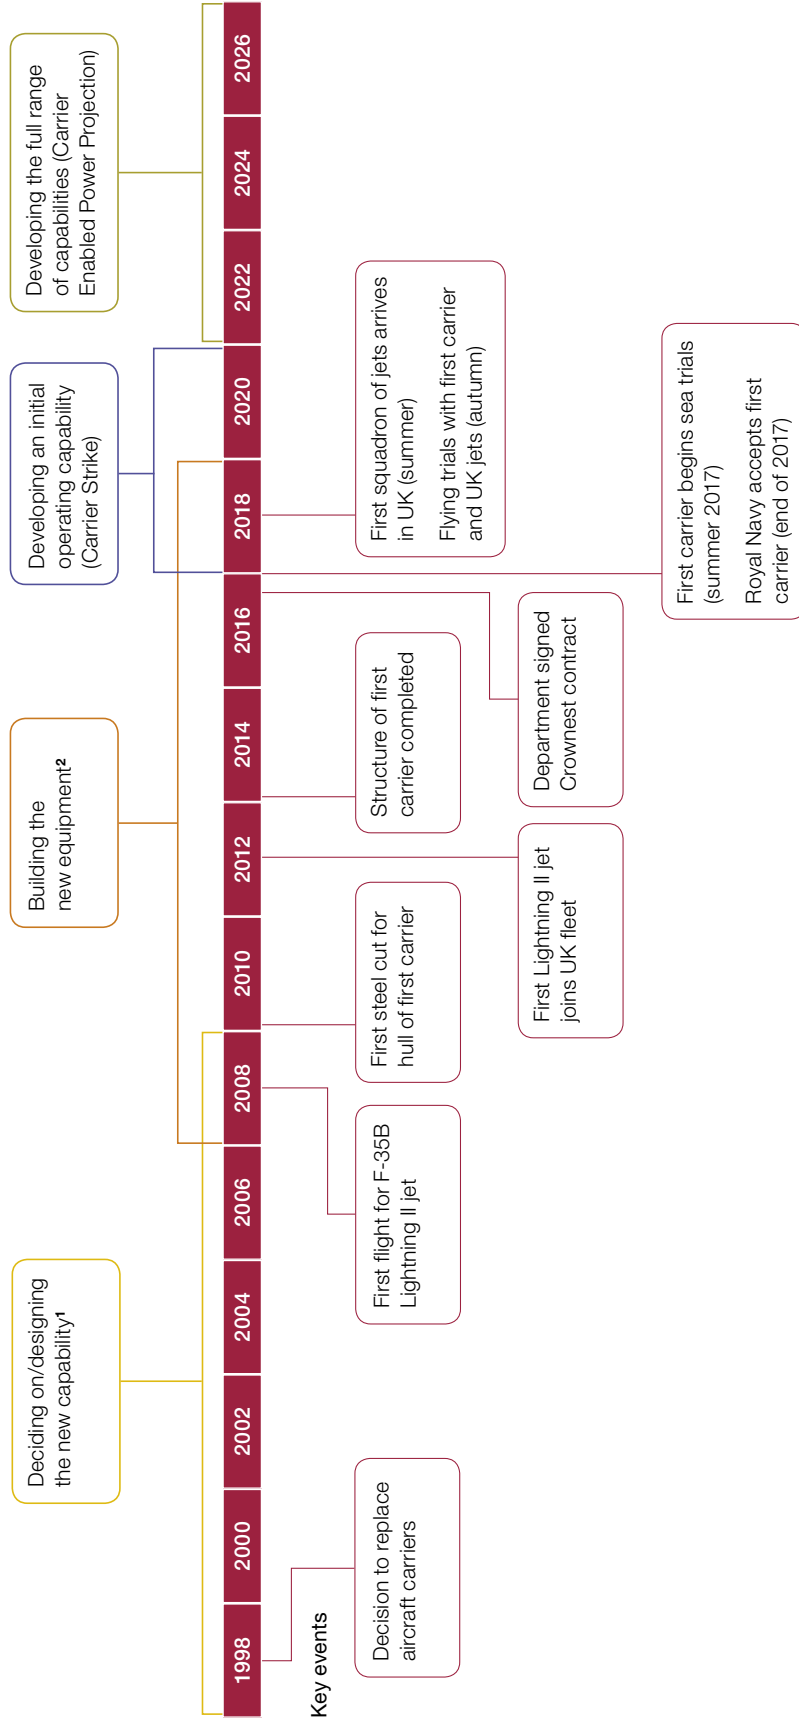 Deciding on/designing
the new capability¹
Building the
new equipment²
Developing an initial
operating capability
(Carrier Strike)
Developing the full range
of capabilities (Carrier
Enabled Power Projection)
1998 2000 2002 2004 2006 2008 2010 2012 2014 2016 2018 2020 2022 2024 2026
Key events
Decision to replace
aircraft carriers
First flight for F-35B
Lightning II jet
First steel cut for
hull of first carrier
First Lightning II jet
joins UK fleet
Structure of first
carrier completed
Department signed
Crownest contract
First carrier begins sea trials
(summer 2017)
Royal Navy accepts first
carrier (end of 2017)
First squadron of jets arrives
in UK (summer)
Flying trials with first carrier
and UK jets (autumn)